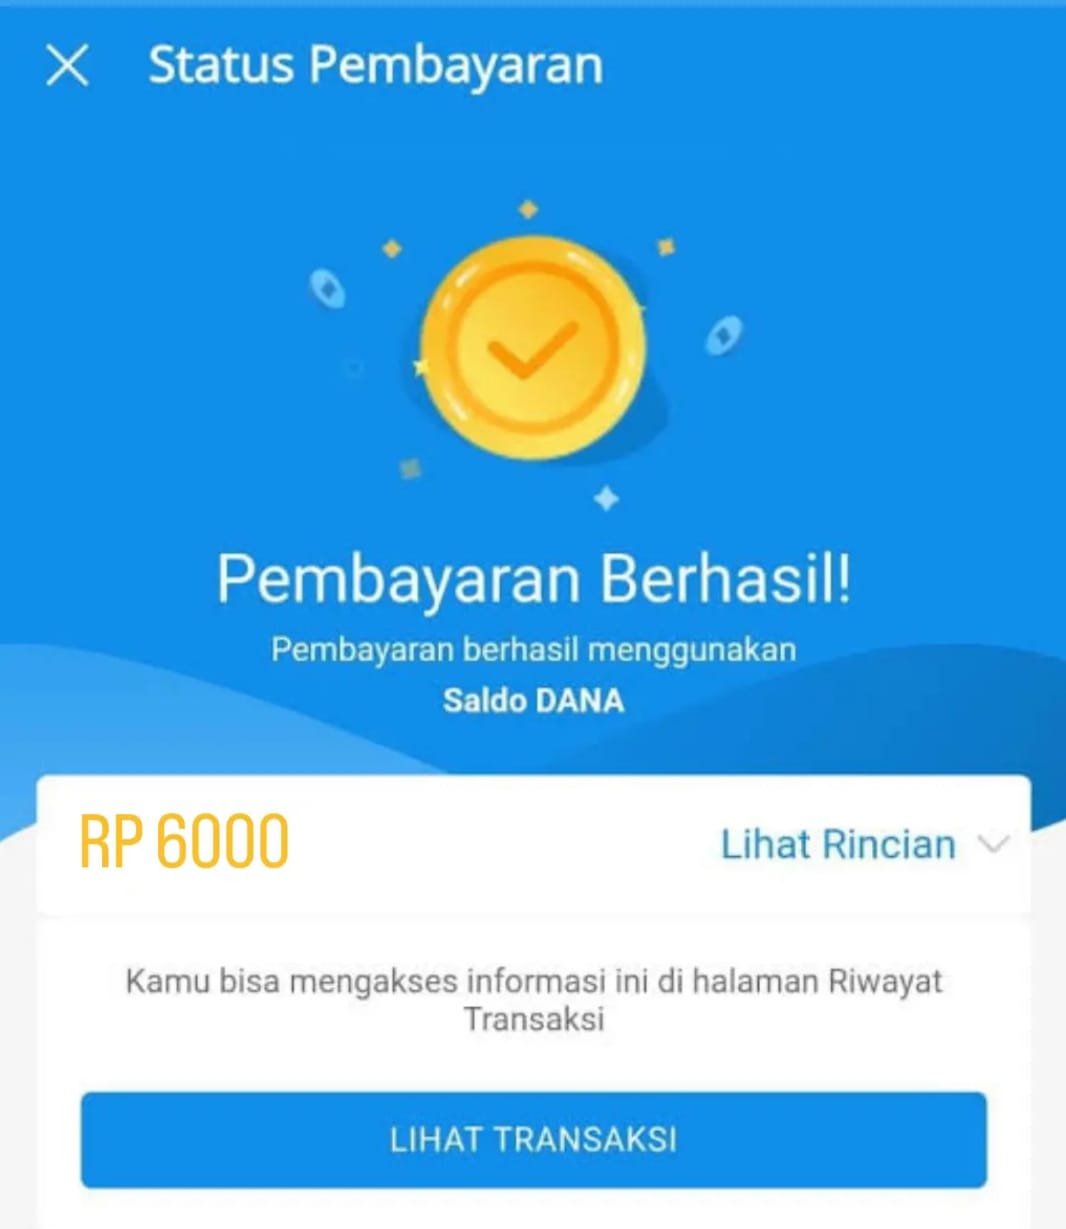 Status Pembayaran
Pembayaran Berhasil!
Pembayaran berhasil menggunakan
Saldo DANA
RP 6000
Lihat Rincian
Kamu bisa mengakses informasi ini di halaman Riwayat
Transaksi
LIHAT TRANSAKSI